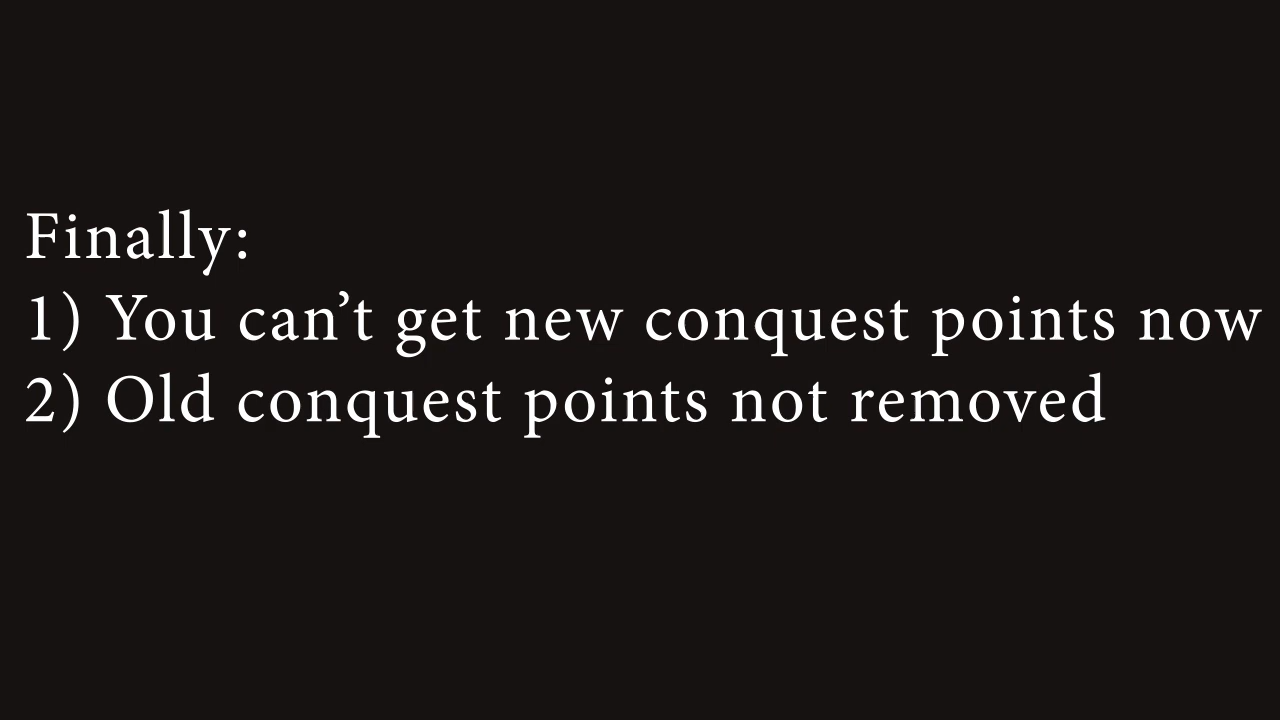 Finally:
1) You can’t get new conquest points now
2) Old conquest points not removed